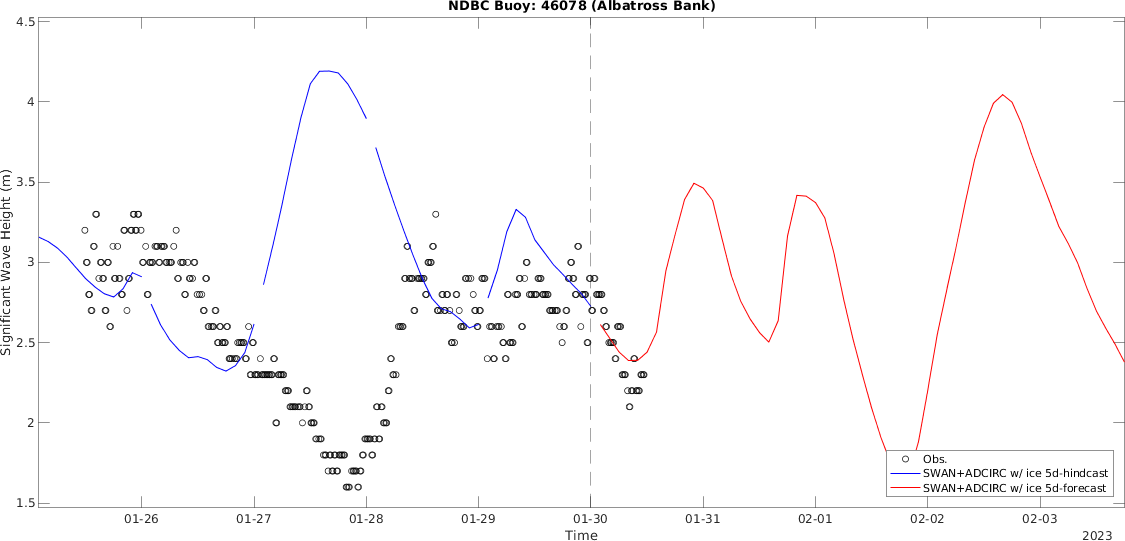 NDBC Buoy: 46078 (Albatross Bank)
4.5
4
3.5
3
2.5
2
1.5
Significant Wave Height (m)
Obs.
SWAN+ADCIRC w/ ice 5d-hindcast
SWAN+ADCIRC w/ ice 5d-forecast
01-26 01-27 01-28 01-29 01-30 01-31 02-01 02-02 02-03
Time
2023